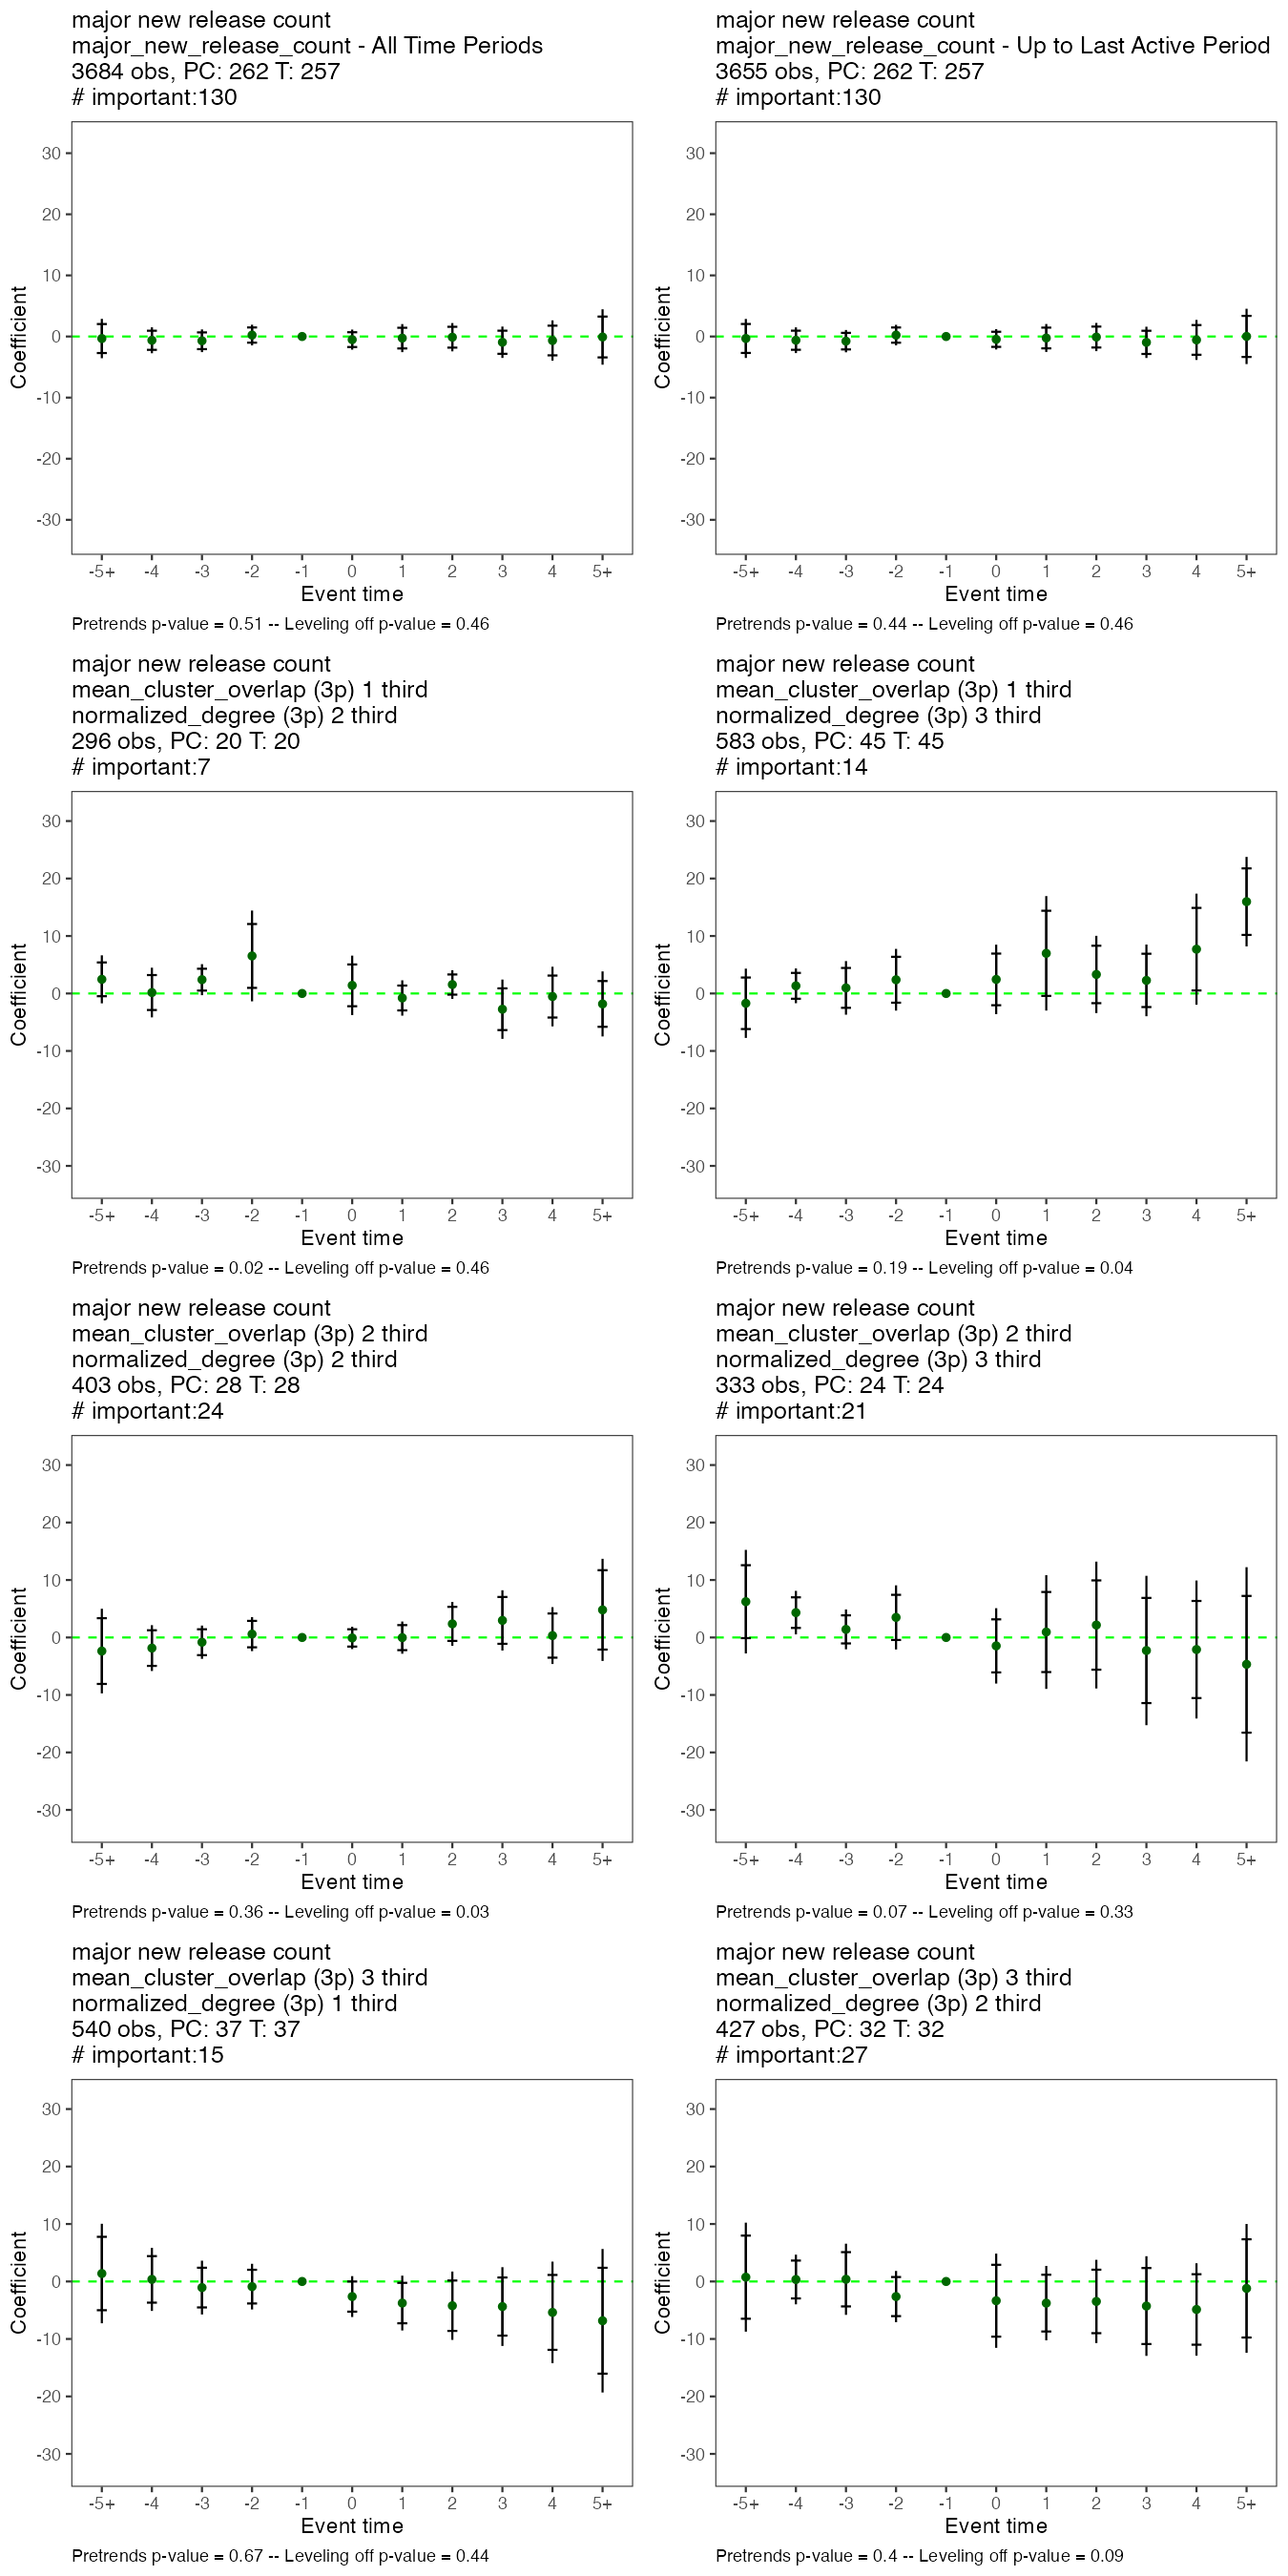 major new release count
major_new_release_count - All Time Periods
3684 obs, PC: 262 T: 257
# important:130
30
20
10
0
-10
-20
-30
Coefficient
-5+ -4 -3 -2 -1 0 1 2 3 4 5+
Event time
Pretrends p-value = 0.51 -- Leveling off p-value = 0.46
major new release count
major_new_release_count - Up to Last Active Period
3655 obs, PC: 262 T: 257
# important:130
30
20
10
0
-10
-20
-30
Coefficient
-5+ -4 -3 -2 -1 0 1 2 3 4 5+
Event time
Pretrends p-value = 0.44 -- Leveling off p-value = 0.46
major new release count
mean_cluster_overlap (3p) 1 third
normalized_degree (3p) 2 third
296 obs, PC: 20 T: 20
# important:7
30
20
10
0
-10
-20
-30
Coefficient
-5+ -4 -3 -2 -1 0 1 2 3 4 5+
Event time
Pretrends p-value = 0.02 -- Leveling off p-value = 0.46
major new release count
mean_cluster_overlap (3p) 1 third
normalized_degree (3p) 3 third
583 obs, PC: 45 T: 45
# important:14
30
20
10
0
-10
-20
-30
Coefficient
-5+ -4 -3 -2 -1 0 1 2 3 4 5+
Event time
Pretrends p-value = 0.19 -- Leveling off p-value = 0.04
major new release count
mean_cluster_overlap (3p) 2 third
normalized_degree (3p) 2 third
403 obs, PC: 28 T: 28
# important:24
30
20
10
0
-10
-20
-30
Coefficient
-5+ -4 -3 -2 -1 0 1 2 3 4 5+
Event time
Pretrends p-value = 0.36 -- Leveling off p-value = 0.03
major new release count
mean_cluster_overlap (3p) 2 third
normalized_degree (3p) 3 third
333 obs, PC: 24 T: 24
# important:21
30
20
10
0
-10
-20
-30
Coefficient
-5+ -4 -3 -2 -1 0 1 2 3 4 5+
Event time
Pretrends p-value = 0.07 -- Leveling off p-value = 0.33
major new release count
mean_cluster_overlap (3p) 3 third
normalized_degree (3p) 1 third
540 obs, PC: 37 T: 37
# important:15
30
20
10
0
-10
-20
-30
Coefficient
-5+ -4 -3 -2 -1 0 1 2 3 4 5+
Event time
Pretrends p-value = 0.67 -- Leveling off p-value = 0.44
major new release count
mean_cluster_overlap (3p) 3 third
normalized_degree (3p) 2 third
427 obs, PC: 32 T: 32
# important:27
30
20
10
0
-10
-20
-30
Coefficient
-5+ -4 -3 -2 -1 0 1 2 3 4 5+
Event time
Pretrends p-value = 0.4 -- Leveling off p-value = 0.09